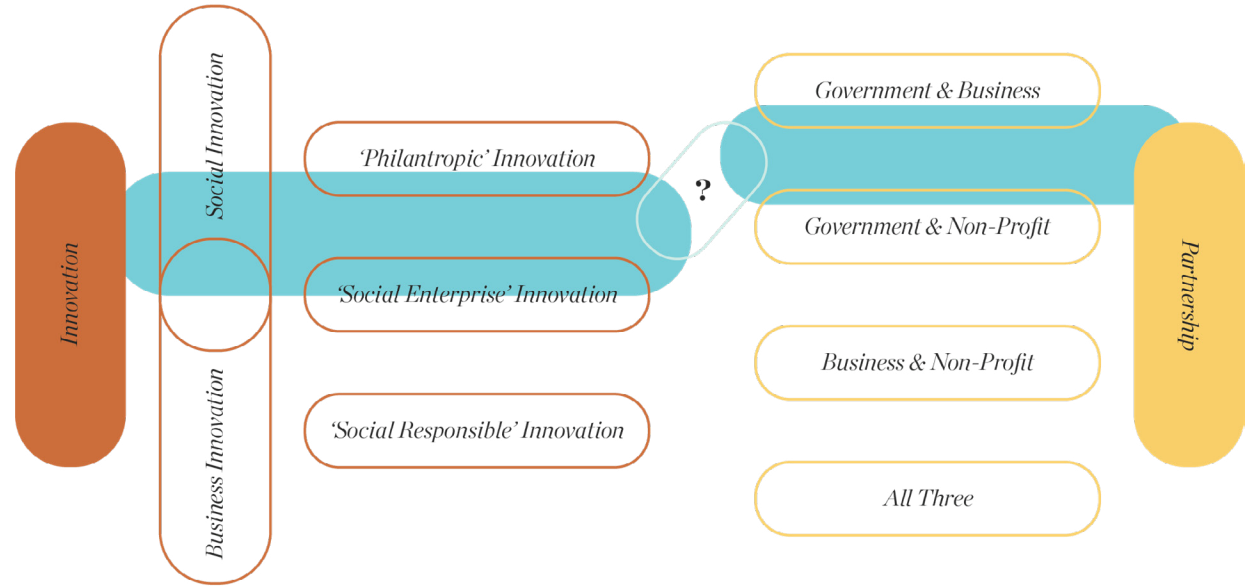 Innovation
Social Innovation
Business Innovation
‘Philantropic’ Innovation
‘Social Enterprise’ Innovation
‘Social Responsible’ Innovation
?
Government & Business
Government & Non-Profit
Business & Non-Profit
All Three
Partnership